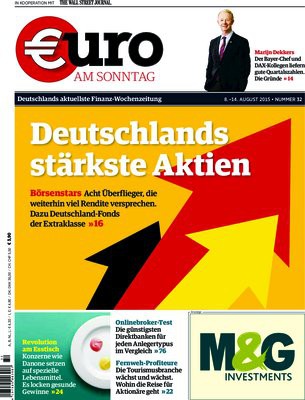 IN KOOPERATION MIT THE WALL STREET JOURNAL.
€uro
AM SONNTAG
Marijn Dekkers
Der Bayer-Chef und
DAX-Kollegen liefern
gute Quartalszahlen.
Die Gründe »14
Deutschlands aktuellste Finanz-Wochenzeitung
8.–14. AUGUST 2015 • NUMMER 32
Deutschlands
stärkste Aktien
Börsenstars Acht Überflieger, die
weiterhin viel Rendite versprechen.
Dazu Deutschland-Fonds
der Extraklasse »16
Revolution
am Esstisch
Konzerne wie
Danone setzen
auf spezielle
Lebensmittel.
Es locken gesunde
Gewinne »24
Onlinebroker-Test
Die günstigsten
Direktbanken für
jeden Anlegertypus
im Vergleich »76
Fernweh-Profiteure
Die Tourismusbranche
wächst und wächst.
Wohin die Reise für
Aktionäre geht »22
Anzeige
M&G
INVESTMENTS